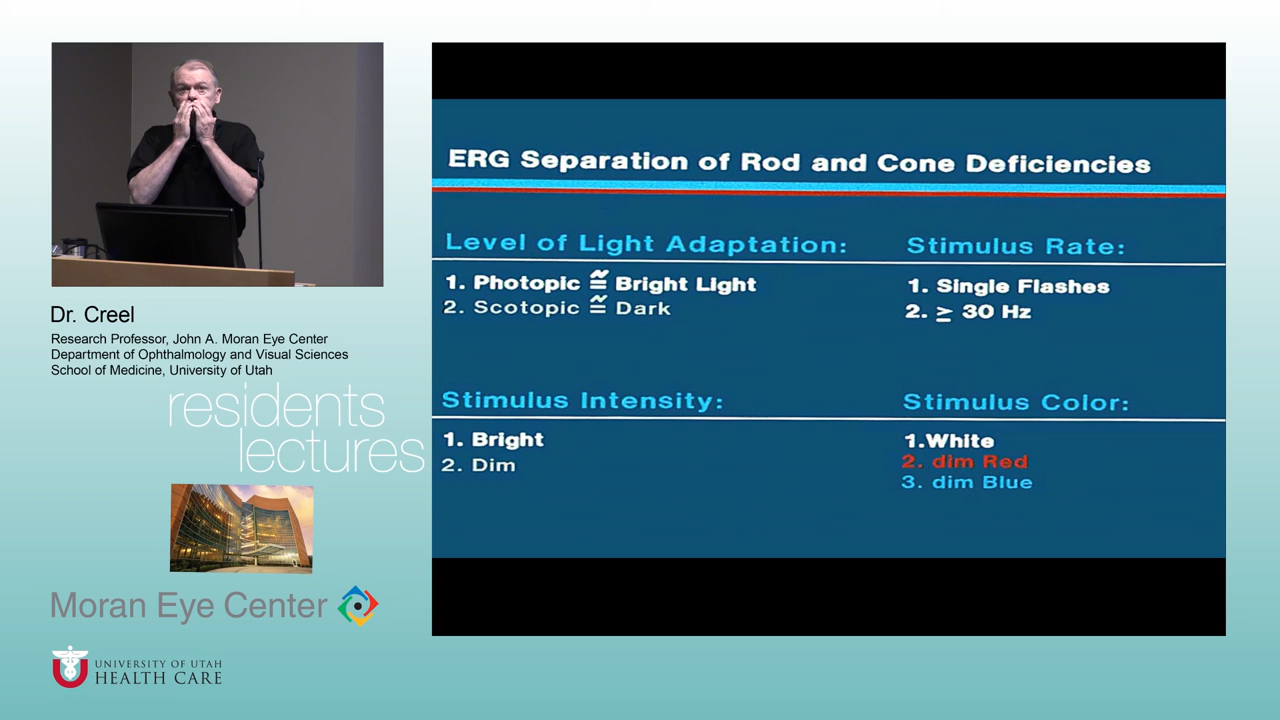 ERG Separation of Rod and Cone Deficiencies
Level of Light Adaptation:
1. Photopic ≅ Bright Light
2. Scotopic ≅ Dark
Stimulus Rate:
1. Single Flashes
2. ≥ 30 Hz
Stimulus Intensity:
1. Bright
2. Dim
Stimulus Color:
1.White
2. dim Red
3. dim Blue
Dr. Creel
Research Professor, John A. Moran Eye Center
Department of Ophthalmology and Visual Sciences
School of Medicine, University of Utah
residents
lectures
Moran Eye Center
UNIVERSITY OF UTAH
HEALTH CARE